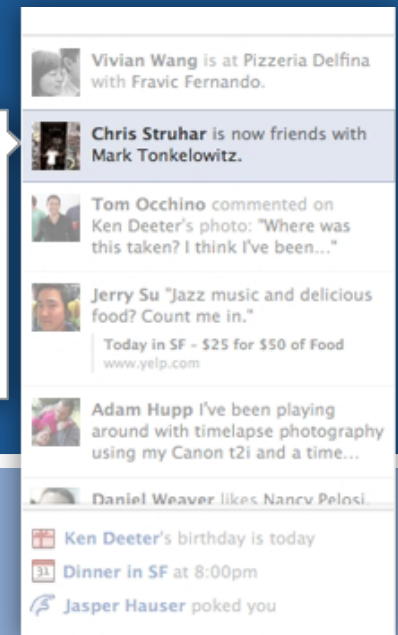 Vivian Wang is at Pizzeria Delfina
with Fravic Fernando.
Chris Struhar is now friends with
Mark Tonkelowitz.
Tom Occhino commented on
Ken Deeter's photo: "Where was
this taken? I think I've been..."
Jerry Su "Jazz music and delicious
food? Count me in."
Today in SF - $25 for $50 of Food
www.yelp.com
Adam Hupp I've been playing
around with timelapse photography
using my Canon t2i and a time...
Daniel Weaver likes Nancy Pelosi.
Ken Deeter's birthday is today
31 Dinner in SF at 8:00pm
Jasper Hauser poked you